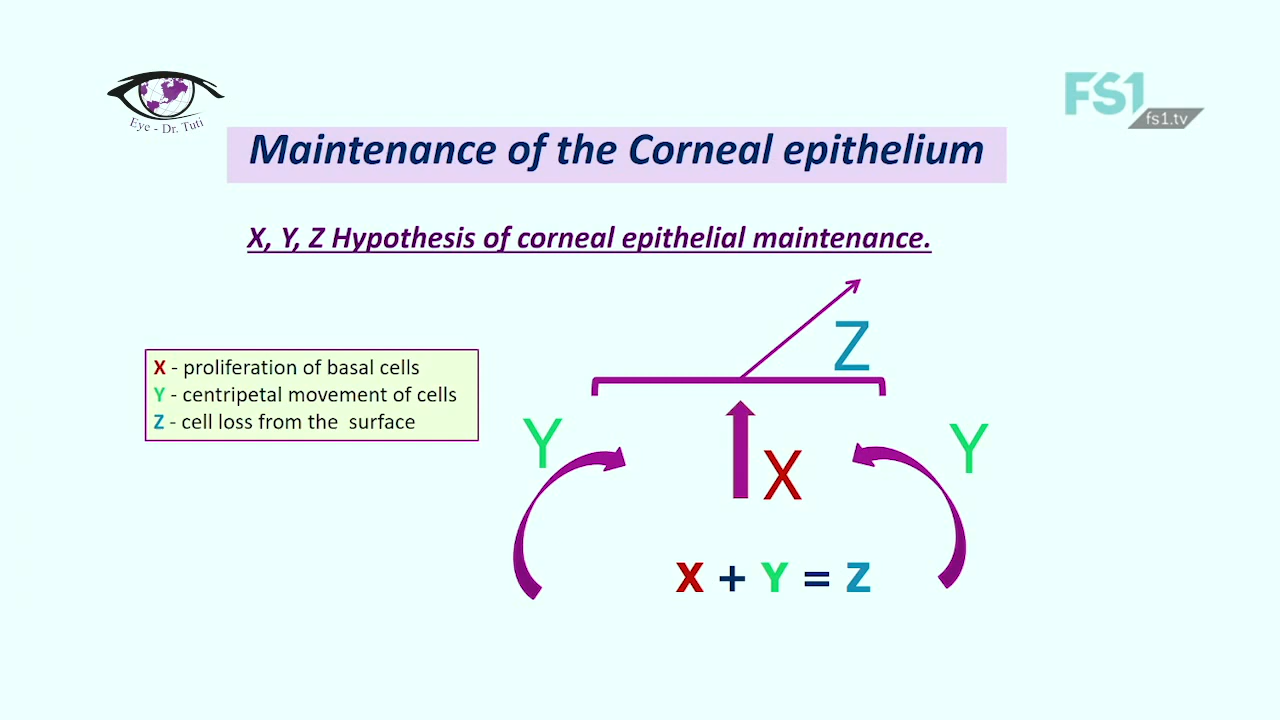 Eye - Dr. Tuti
FS1
fs1.tv
Maintenance of the Corneal epithelium
X, Y, Z Hypothesis of corneal epithelial maintenance.
X - proliferation of basal cells
Y - centripetal movement of cells
Z - cell loss from the surface
Z
Y
Y
X
X + Y = Z